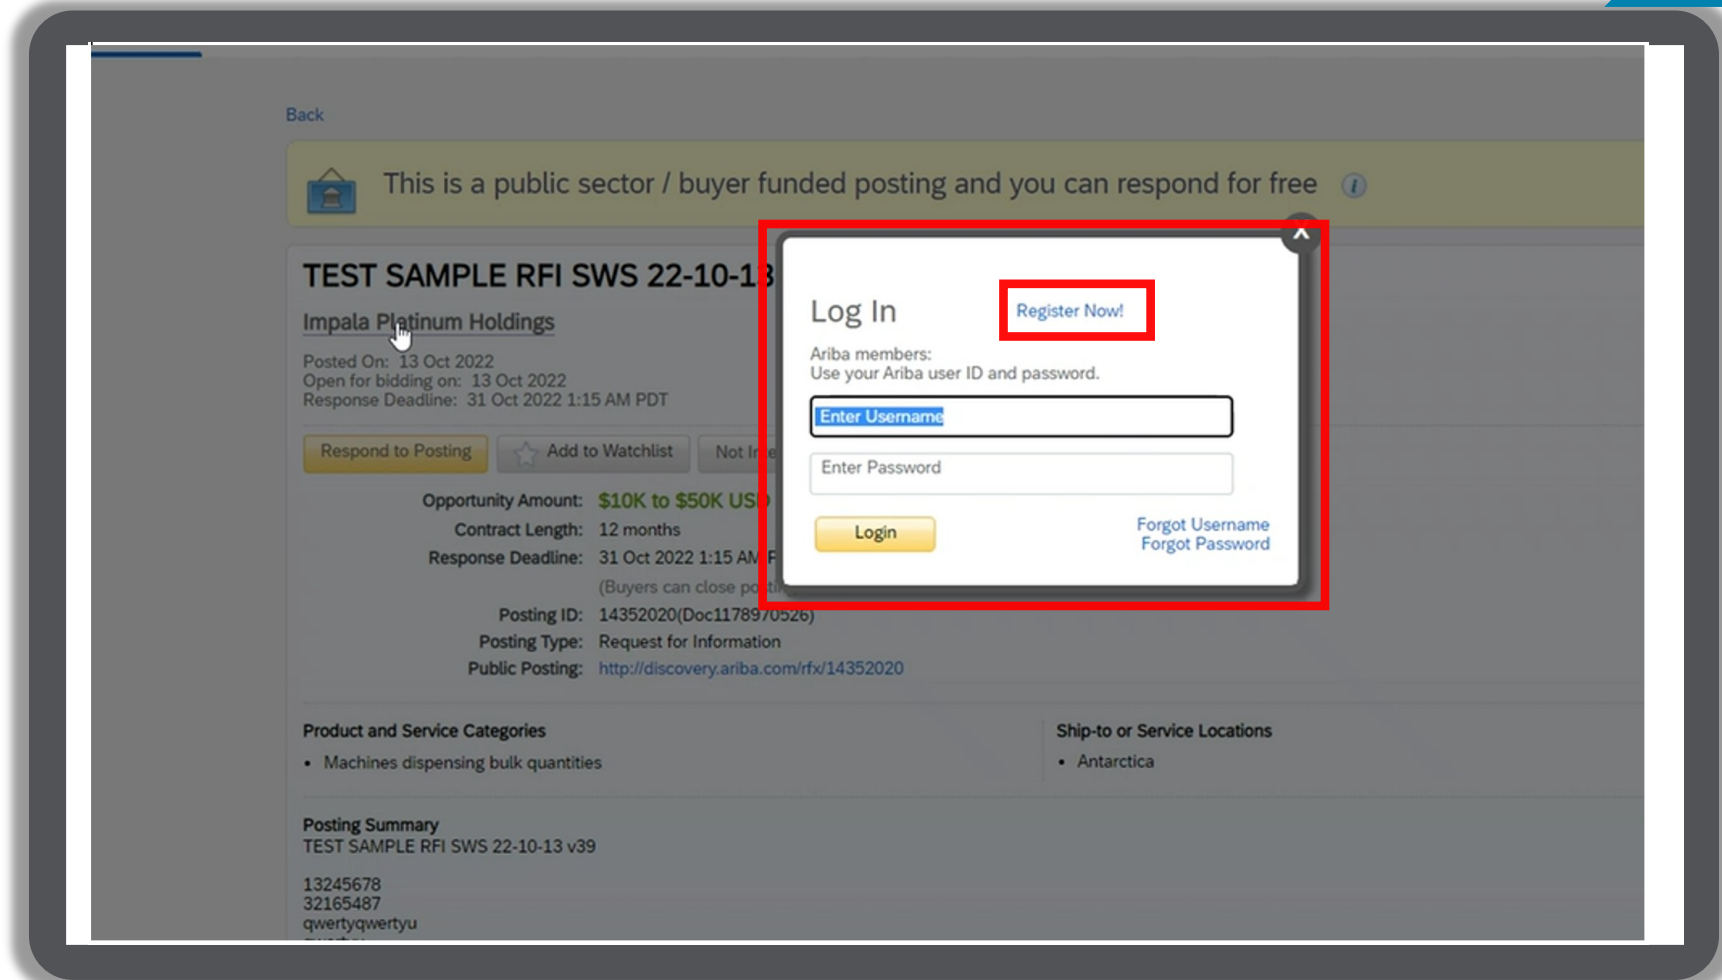 Back
This is a public sector / buyer funded posting and you can respond for free i
TEST SAMPLE RFI SWS 22-10-13
Impala Platinum Holdings
Posted On: 13 Oct 2022
Open for bidding on: 13 Oct 2022
Response Deadline: 31 Oct 2022 1:15 AM PDT
Respond to Posting Add to Watchlist Not
Opportunity Amount: $10K to $50K USD
Contract Length: 12 months
Response Deadline: 31 Oct 2022 1:15 AM
(Buyers can close
Posting ID: 14352020(Doc1178970526)
Posting Type: Request for Information
Public Posting: http://discovery.ariba.com/rfx/14352020
X
Log In Register Now!
Ariba members:
Use your Ariba user ID and password.
Enter Username
Enter Password
Login
Forgot Username
Forgot Password
Product and Service Categories
• Machines dispensing bulk quantities
Ship-to or Service Locations
• Antarctica
Posting Summary
TEST SAMPLE RFI SWS 22-10-13 v39
13245678
32165487
qwertyqwertyu